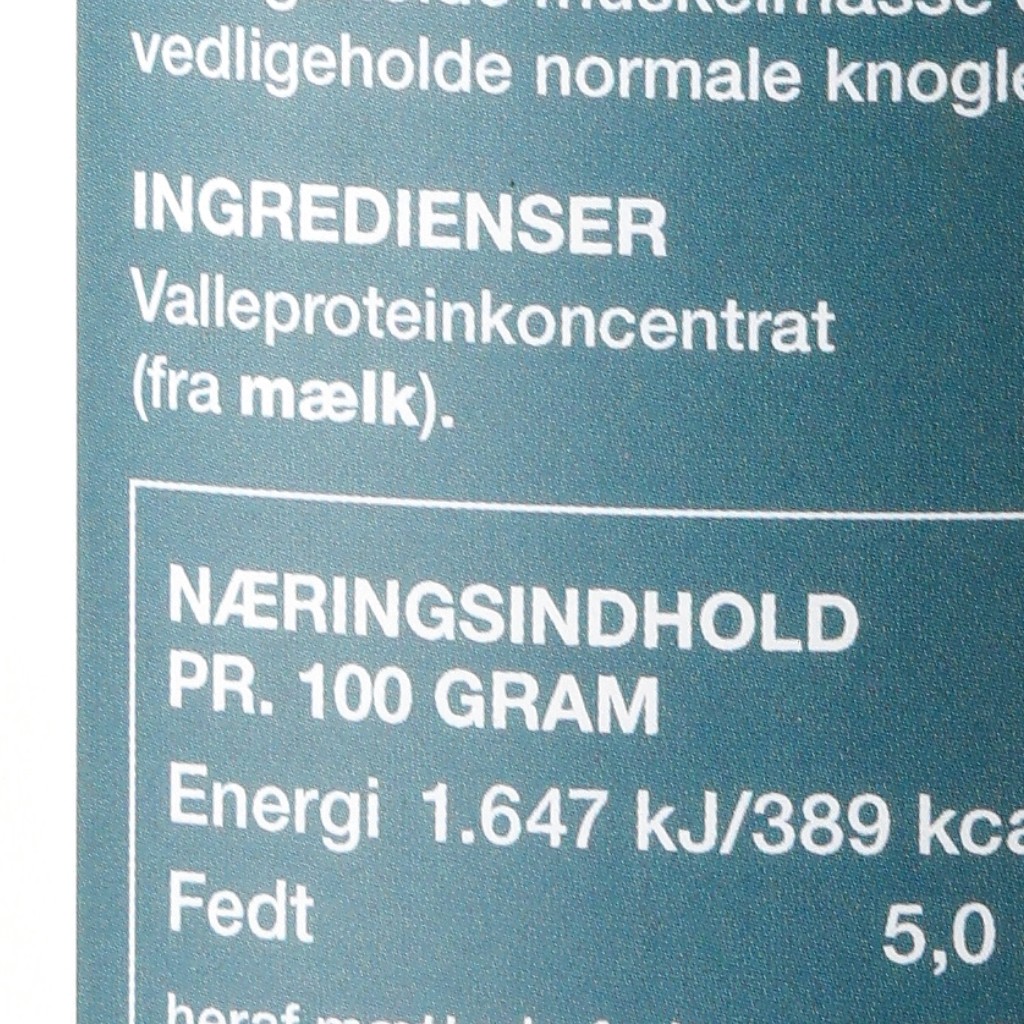 vedligeholde normale knogle
INGREDIENSER
Valleproteinkoncentrat
(fra mælk).
NÆRINGSINDHOLD
PR. 100 GRAM
Energi 1.647 kJ/389 kca
Fedt 5,0
heraf